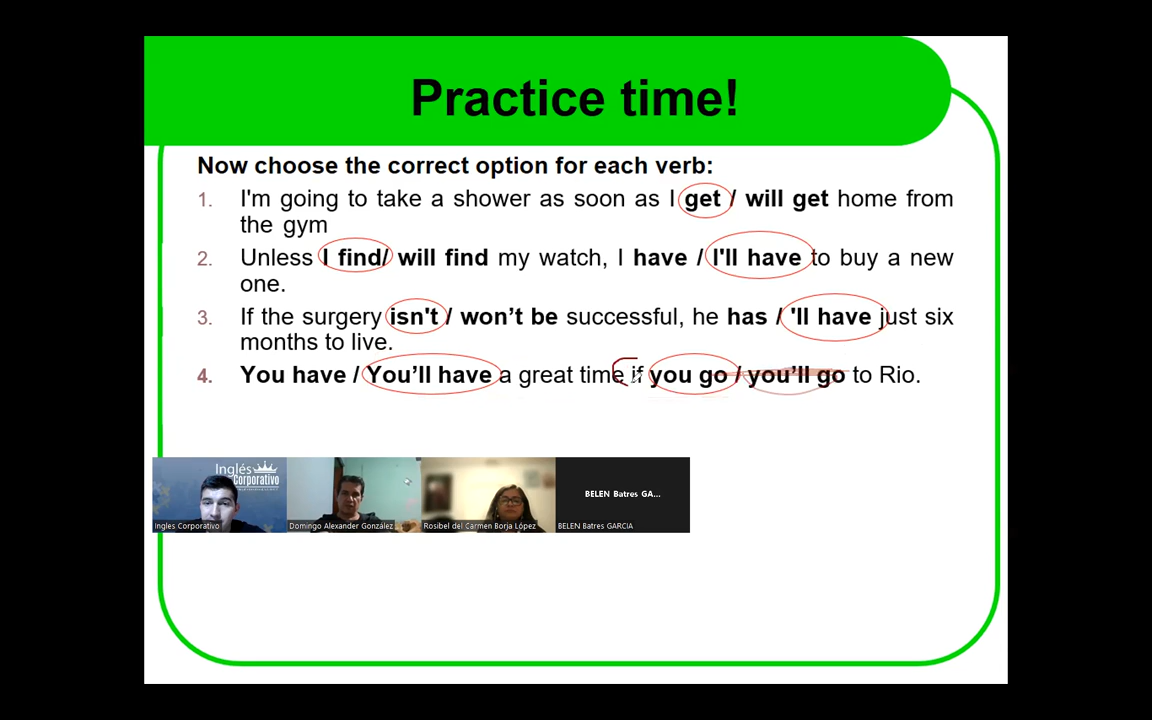 Practice time!
Now choose the correct option for each verb:
1. I'm going to take a shower as soon as I get / will get home from
the gym
2. Unless I find/ will find my watch, I have / I'll have to buy a new
one.
3. If the surgery isn't / won’t be successful, he has / 'll have just six
months to live.
4. You have / You’ll have a great time if you go / you’ll go to Rio.
Inglés
Corporativo
BELEN Batres GA...
Ingles Corporativo
Domingo Alexander González
Rosibel del Carmen Borja López
BELEN Batres GARCIA